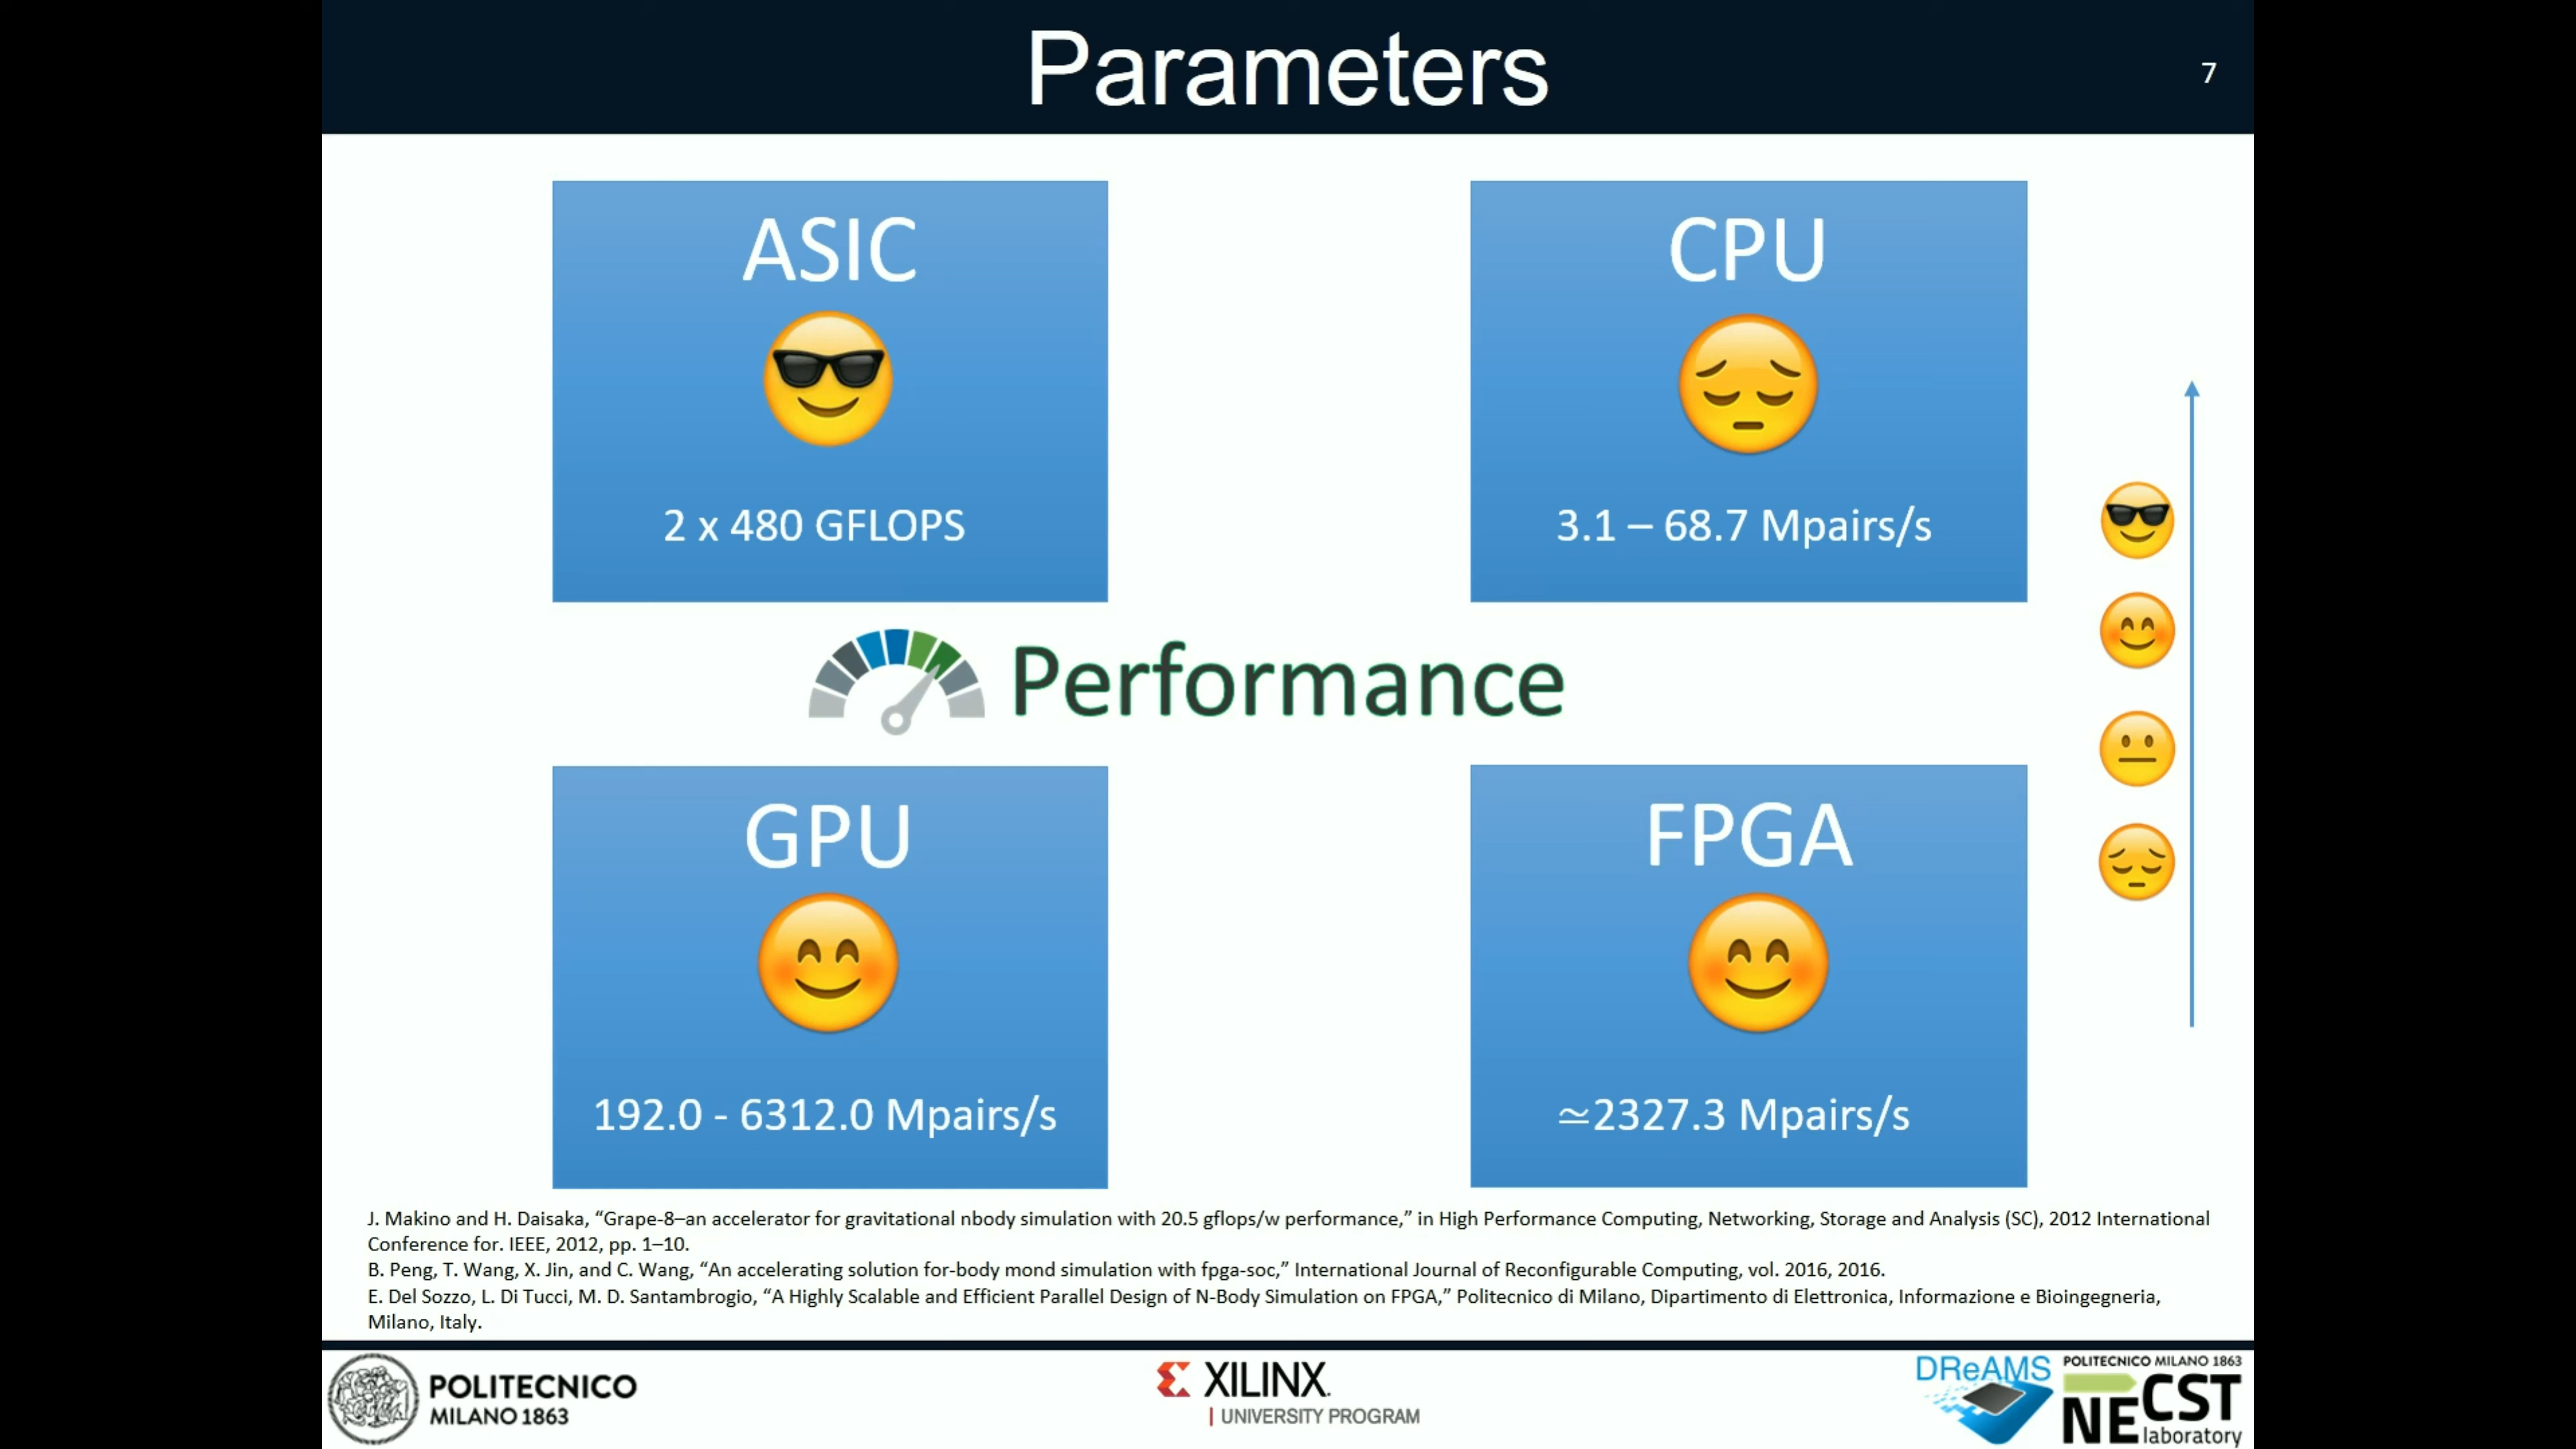 Parameters
7
ASIC
2 x 480 GFLOPS
CPU
3.1 – 68.7 Mpairs/s
Performance
GPU
192.0 - 6312.0 Mpairs/s
FPGA
≃2327.3 Mpairs/s
J. Makino and H. Daisaka, “Grape-8–an accelerator for gravitational nbody simulation with 20.5 gflops/w performance,” in High Performance Computing, Networking, Storage and Analysis (SC), 2012 International
Conference for. IEEE, 2012, pp. 1–10.
B. Peng, T. Wang, X. Jin, and C. Wang, “An accelerating solution for-body mond simulation with fpga-soc,” International Journal of Reconfigurable Computing, vol. 2016, 2016.
E. Del Sozzo, L. Di Tucci, M. D. Santambrogio, “A Highly Scalable and Efficient Parallel Design of N-Body Simulation on FPGA,” Politecnico di Milano, Dipartimento di Elettronica, Informazione e Bioingegneria,
Milano, Italy.
POLITECNICO
MILANO 1863
XILINX
UNIVERSITY PROGRAM
DReAMS
POLITECNICO MILANO 1863
NECST
laboratory